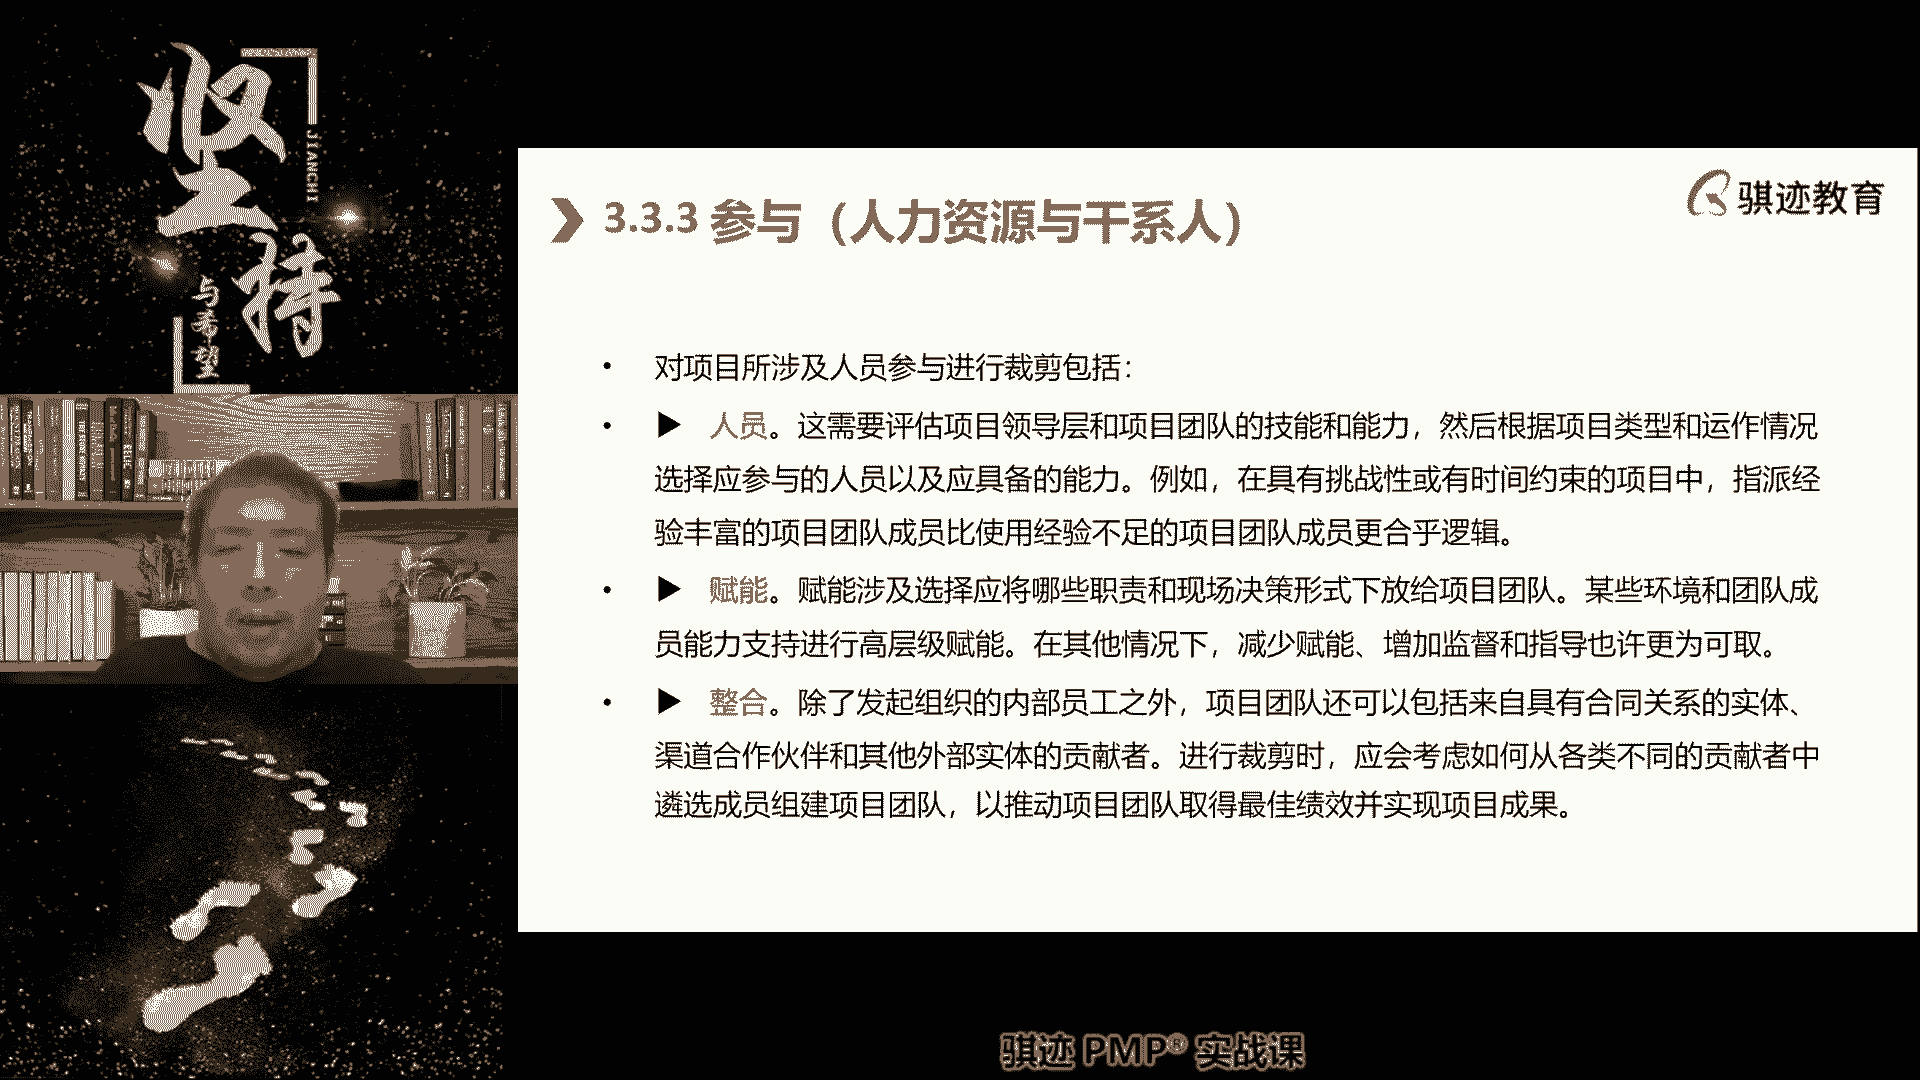 坚持
JIANCHI
与希望
骐迹教育
3.3.3 参与（人力资源与干系人）
• 对项目所涉及人员参与进行裁剪包括：
• ▶ 人员。这需要评估项目领导层和项目团队的技能和能力，然后根据项目类型和运作情况
选择应参与的人员以及应具备的能力。例如，在具有挑战性或有时间约束的项目中，指派经
验丰富的项目团队成员比使用经验不足的项目团队成员更合乎逻辑。
• ▶ 赋能。赋能涉及选择应将哪些职责和现场决策形式下放给项目团队。某些环境和团队成
员能力支持进行高层级赋能。在其他情况下，减少赋能、增加监督和指导也许更为可取。
• ▶ 整合。除了发起组织的内部员工之外，项目团队还可以包括来自具有合同关系的实体、
渠道合作伙伴和其他外部实体的贡献者。进行裁剪时，应会考虑如何从各类不同的贡献者中
遴选成员组建项目团队，以推动项目团队取得最佳绩效并实现项目成果。
骐迹 PMP® 实战课